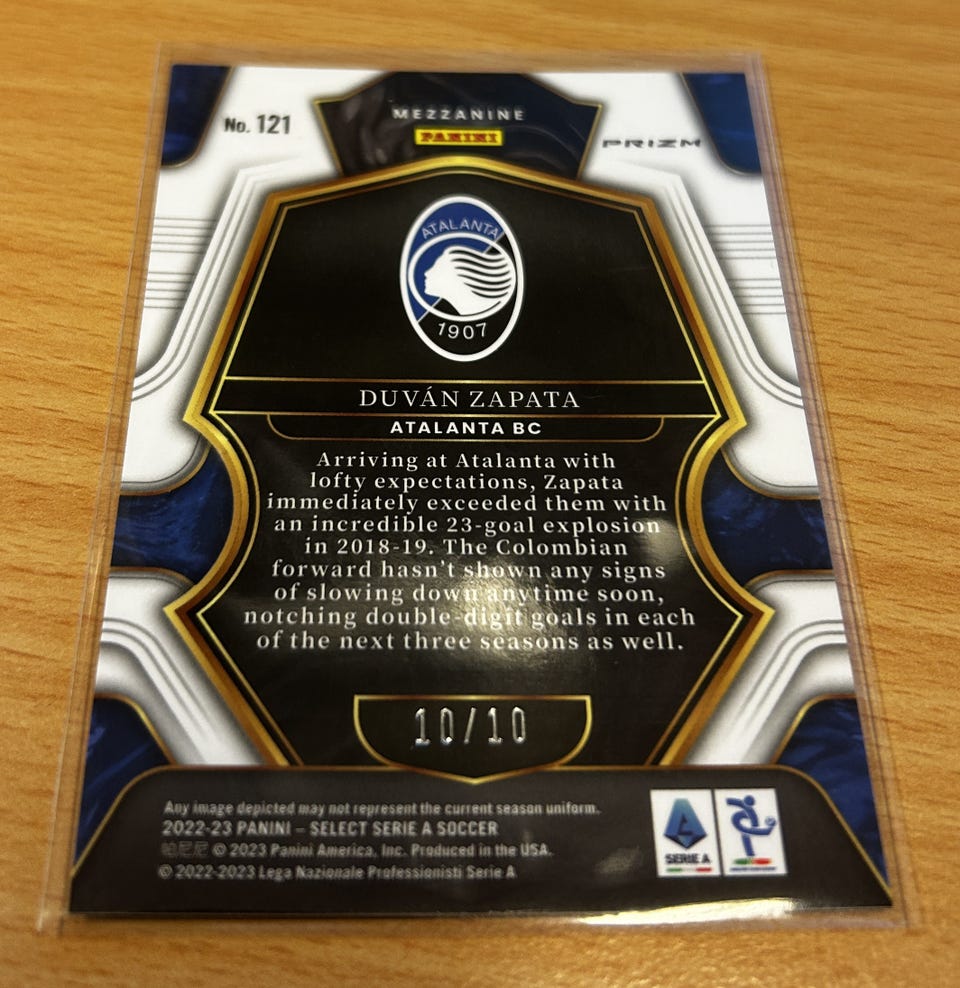 No. 121
MEZZANINE
PANINI
PRIZM
ATALANTA
1907
DUVÁN ZAPATA
ATALANTA BC
Arriving at Atalanta with
lofty expectations, Zapata
immediately exceeded them with
an incredible 23-goal explosion
in 2018-19. The Colombian
forward hasn't shown any signs
of slowing down anytime soon,
notching double-digit goals in each
of the next three seasons as well.
10/10
Any image depicted may not represent the current season uniform.
2022-23 PANINI – SELECT SERIE A SOCCER
帕尼尼 © 2023 Panini America, Inc. Produced in the USA.
© 2022-2023 Lega Nazionale Professionisti Serie A
SERIE A